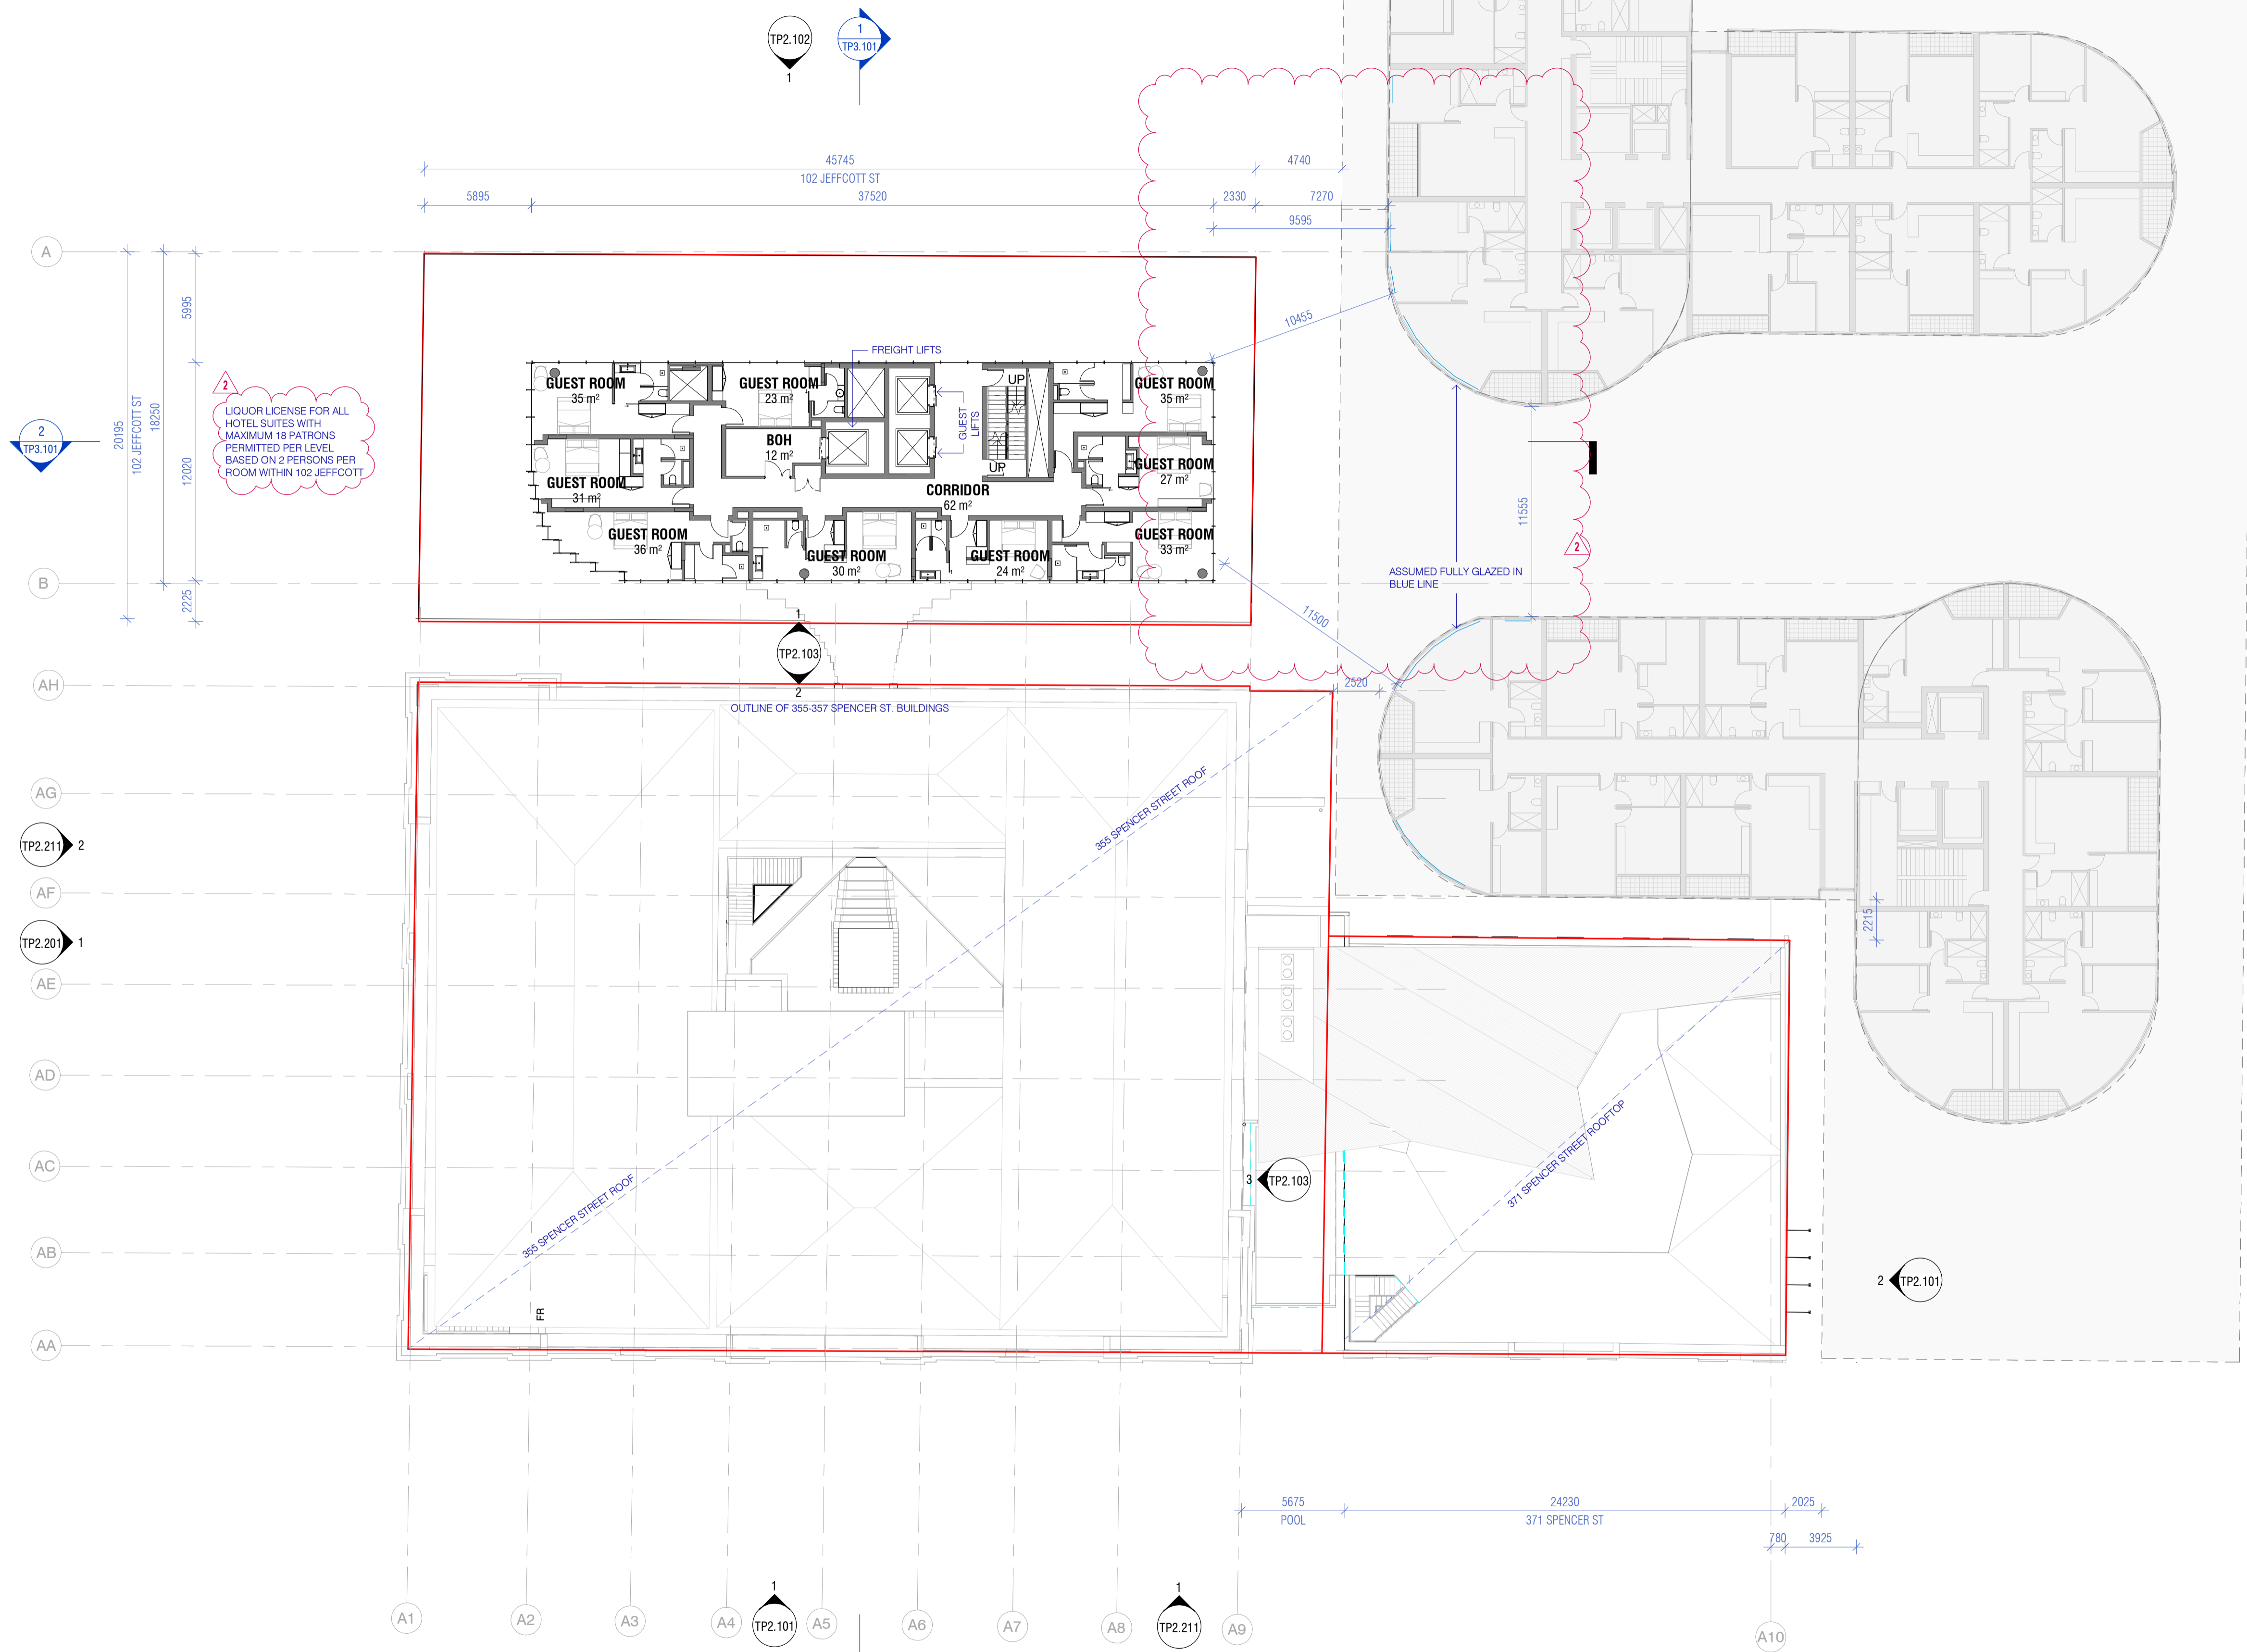 TP2.102
1
1
TP3.101
45745
102 JEFFCOTT ST
4740
5895
37520
2330
7270
9595
A
5995
20195
102 JEFFCOTT ST
18250
12020
2225
B
2
TP3.101
2
LIQUOR LICENSE FOR ALL
HOTEL SUITES WITH
MAXIMUM 18 PATRONS
PERMITTED PER LEVEL
BASED ON 2 PERSONS PER
ROOM WITHIN 102 JEFFCOTT
FREIGHT LIFTS
GUEST ROOM
35 m²
GUEST ROOM
23 m²
GUEST
LIFTS
UP
UP
GUEST ROOM
35 m²
BOH
12 m²
GUEST ROOM
31 m²
CORRIDOR
62 m²
GUEST ROOM
27 m²
GUEST ROOM
36 m²
GUEST ROOM
30 m²
GUEST ROOM
24 m²
GUEST ROOM
33 m²
10455
11555
2
ASSUMED FULLY GLAZED IN
BLUE LINE
11500
1
TP2.103
2
2520
AH
OUTLINE OF 355-357 SPENCER ST. BUILDINGS
355 SPENCER STREET ROOF
AG
TP2.211
2
AF
TP2.201
1
AE
2215
AD
371 SPENCER STREET ROOFTOP
AC
3
TP2.103
355 SPENCER STREET ROOF
AB
2
TP2.101
FR
AA
5675
POOL
24230
371 SPENCER ST
2025
780
3925
A1
A2
A3
A4
1
TP2.101
A5
A6
A7
A8
1
TP2.211
A9
A10